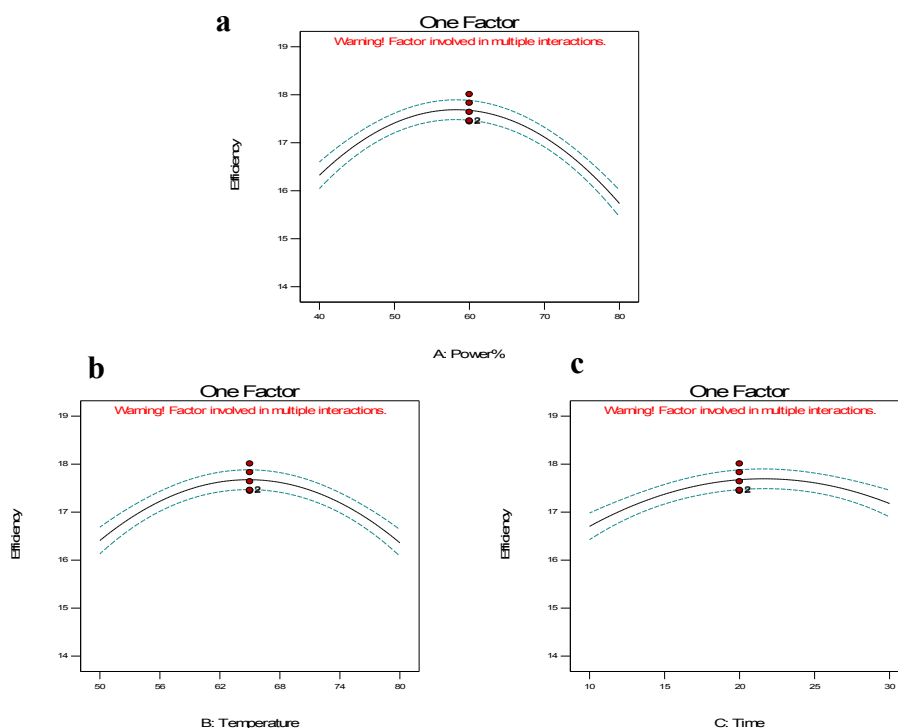 a
One Factor
Warning! Factor involved in multiple interactions.
19
18
17
16
15
14
2
Efficiency
40 50 60 70 80
A: Power%
b
One Factor
Warning! Factor involved in multiple interactions.
19
18
17
16
15
14
2
Efficiency
50 56 62 68 74 80
B: Temperature
c
One Factor
Warning! Factor involved in multiple interactions.
19
18
17
16
15
14
2
Efficiency
10 15 20 25 30
C: Time